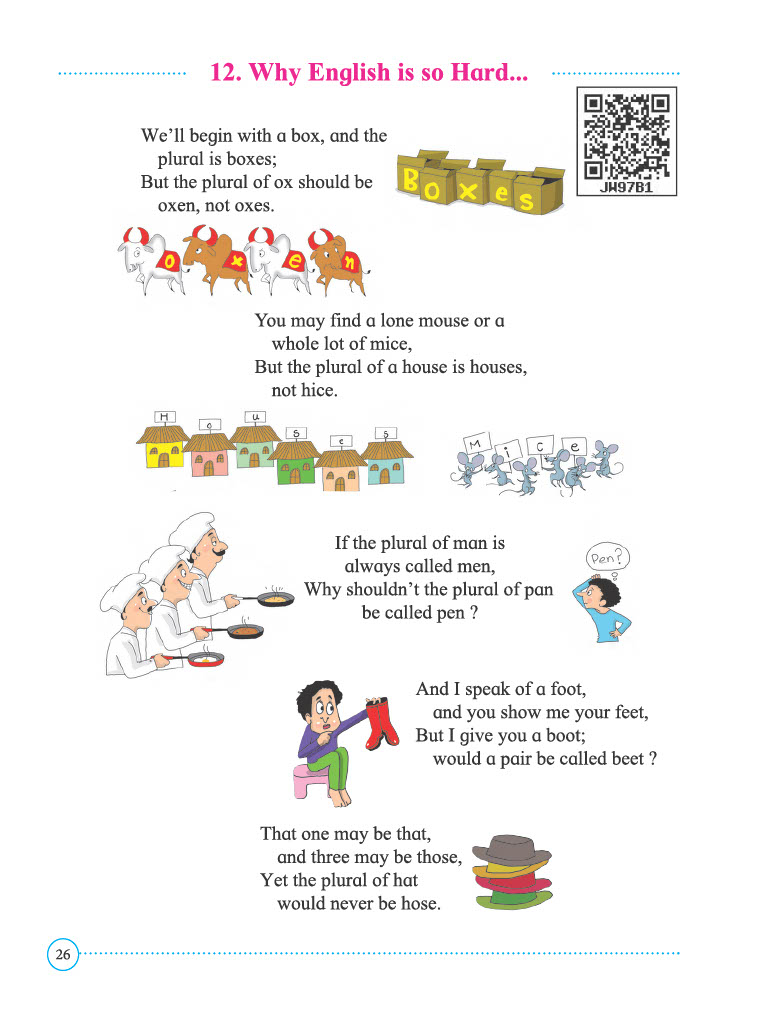 12. Why English is so Hard...
JW97B1
We'll begin with a box, and the
plural is boxes;
But the plural of ox should be
oxen, not oxes.
Boxes
o x e n
You may find a lone mouse or a
whole lot of mice,
But the plural of a house is houses,
not hice.
H o u s e s
M i c e
If the plural of man is
always called men,
Why shouldn't the plural of pan
be called pen ?
Pen?
And I speak of a foot,
and you show me your feet,
But I give you a boot;
would a pair be called beet ?
That one may be that,
and three may be those,
Yet the plural of hat
would never be hose.
26